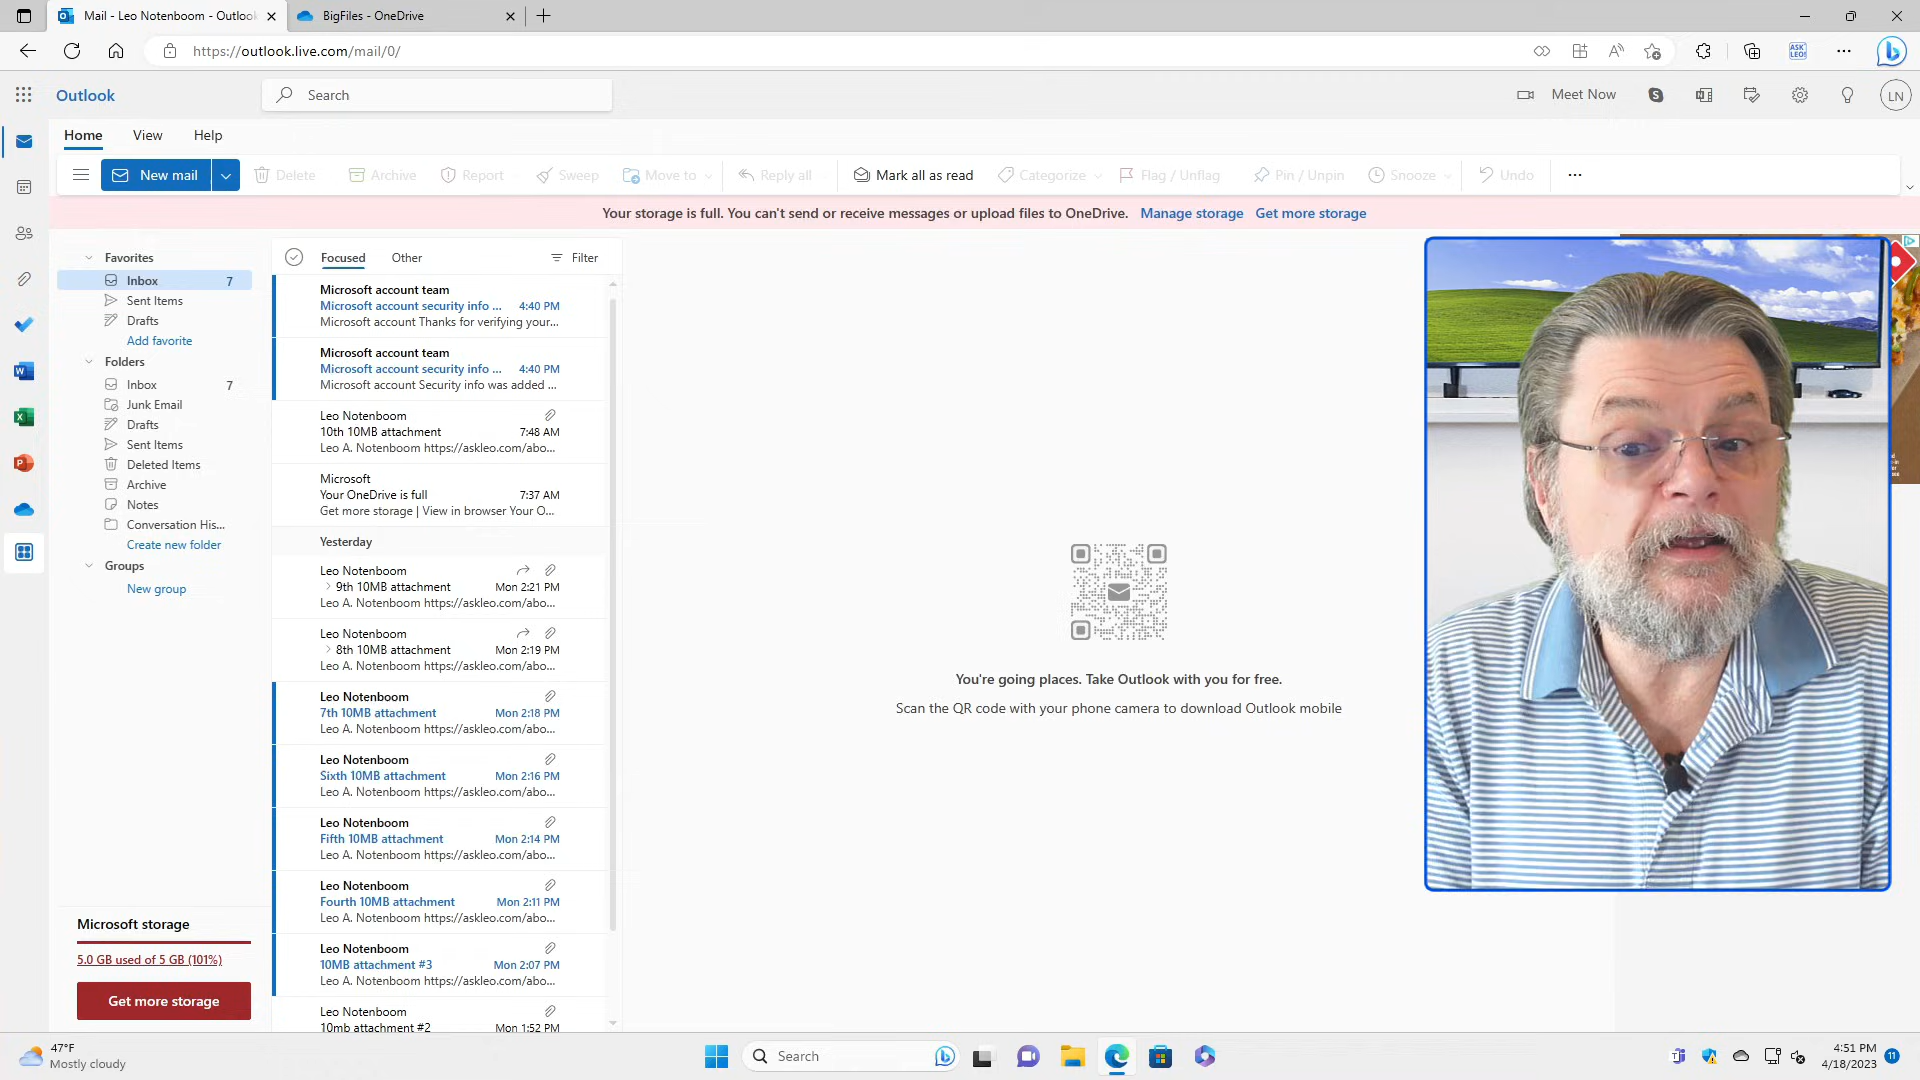 Mail - Leo Notenboom - Outlook
BigFiles - OneDrive
https://outlook.live.com/mail/0/
ASK LEO!
Outlook
Search
Meet Now
LN
Home View Help
New mail Delete Archive Report Sweep Move to Reply all Mark all as read Categorize Flag / Unflag Pin / Unpin Snooze Undo
Your storage is full. You can't send or receive messages or upload files to OneDrive. Manage storage Get more storage
Favorites
Inbox 7
Sent Items
Drafts
Add favorite
Folders
Inbox 7
Junk Email
Drafts
Sent Items
Deleted Items
Archive
Notes
Conversation His...
Create new folder
Groups
New group
Microsoft storage
5.0 GB used of 5 GB (101%)
Get more storage
Focused Other Filter
Microsoft account team
Microsoft account security info ... 4:40 PM
Microsoft account Thanks for verifying your...
Microsoft account team
Microsoft account security info ... 4:40 PM
Microsoft account Security info was added ...
Leo Notenboom
10th 10MB attachment 7:48 AM
Leo A. Notenboom https://askleo.com/abo...
Microsoft
Your OneDrive is full 7:37 AM
Get more storage | View in browser Your O...
Yesterday
Leo Notenboom
9th 10MB attachment Mon 2:21 PM
Leo A. Notenboom https://askleo.com/abo...
Leo Notenboom
8th 10MB attachment Mon 2:19 PM
Leo A. Notenboom https://askleo.com/abo...
Leo Notenboom
7th 10MB attachment Mon 2:18 PM
Leo A. Notenboom https://askleo.com/abo...
Leo Notenboom
Sixth 10MB attachment Mon 2:16 PM
Leo A. Notenboom https://askleo.com/abo...
Leo Notenboom
Fifth 10MB attachment Mon 2:14 PM
Leo A. Notenboom https://askleo.com/abo...
Leo Notenboom
Fourth 10MB attachment Mon 2:11 PM
Leo A. Notenboom https://askleo.com/abo...
Leo Notenboom
10MB attachment #3 Mon 2:07 PM
Leo A. Notenboom https://askleo.com/abo...
Leo Notenboom
10mb attachment #2 Mon 1:52 PM
You're going places. Take Outlook with you for free.
Scan the QR code with your phone camera to download Outlook mobile
47°F
Mostly cloudy
Search
4:51 PM
4/18/2023
11